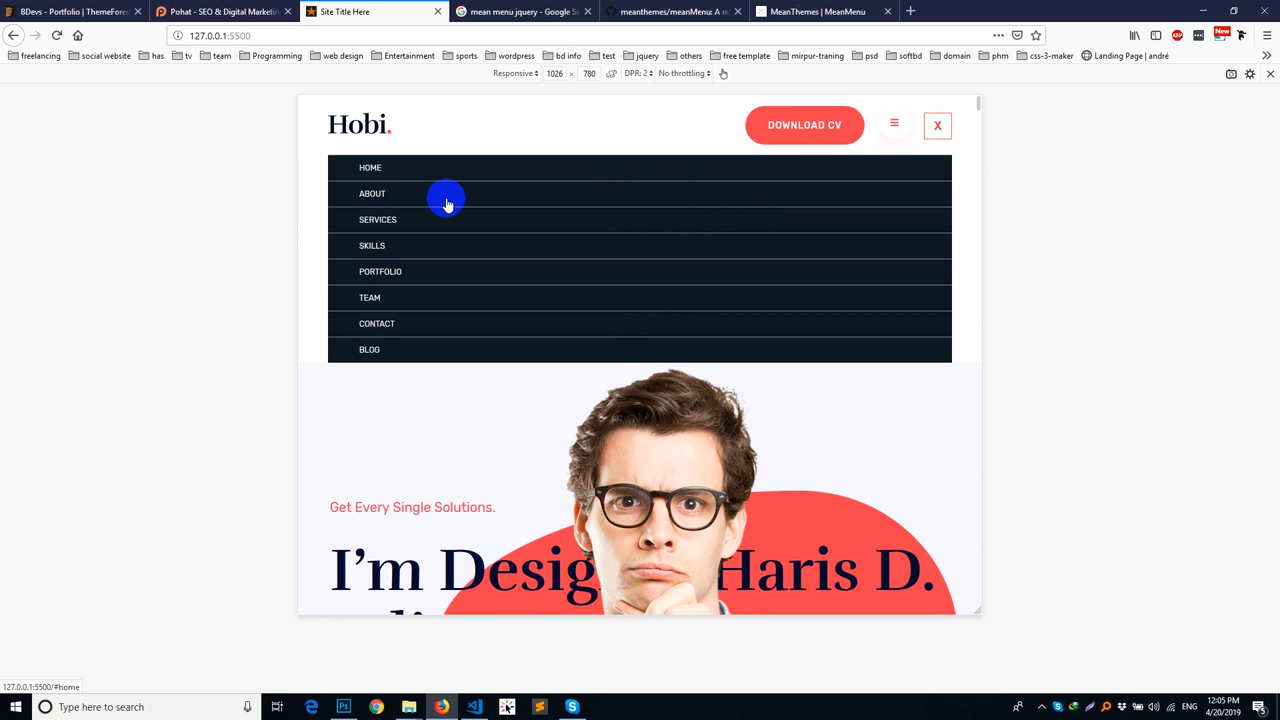 BDevs - Portfolio | ThemeFores
Pohat - SEO & Digital Marketin
Site Title Here
mean menu jquery - Google Se
meanthemes/meanMenu: A re
MeanThemes | MeanMenu
127.0.0.1:5500
New
freelancing social website has tv team Programming web design Entertainment sports wordpress bd info test jquery others free template mirpur-traning psd softbd domain phm css-3-maker Landing Page | andré
Responsive 1026 × 780 DPR: 2 No throttling
Hobi.
DOWNLOAD CV
X
HOME
ABOUT
SERVICES
SKILLS
PORTFOLIO
TEAM
CONTACT
BLOG
Get Every Single Solutions.
I'm Desig Haris D.
127.0.0.1:5500/#home
Type here to search
ENG
12:05 PM
4/20/2019